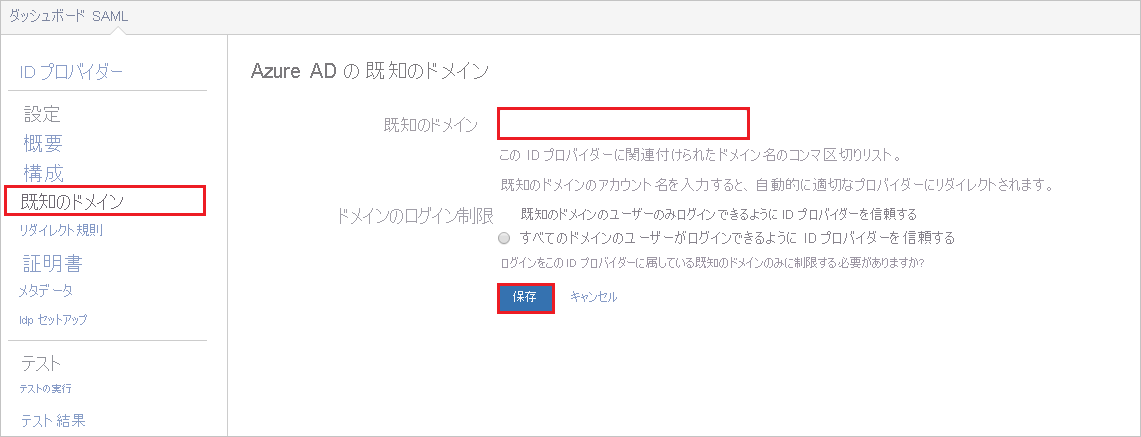 ダッシュボード SAML
ID プロバイダー
設定
概要
構成
既知のドメイン
リダイレクト規則
証明書
メタデータ
Idp セットアップ
テスト
テストの実行
テスト 結果
Azure AD の 既知のドメイン
既知のドメイン
この ID プロバイダーに関連付けられたドメイン名のコンマ区切りリスト。
既知のドメインのアカウント名を入力すると、自動的に適切なプロバイダーにリダイレクトされます。
ドメインのログイン制限
既知のドメインのユーザーのみログインできるように ID プロバイダーを信頼する
すべてのドメインのユーザーがログインできるように ID プロバイダーを信頼する
ログインをこの ID プロバイダーに属している既知のドメインのみに制限する必要がありますか?
保存 キャンセル